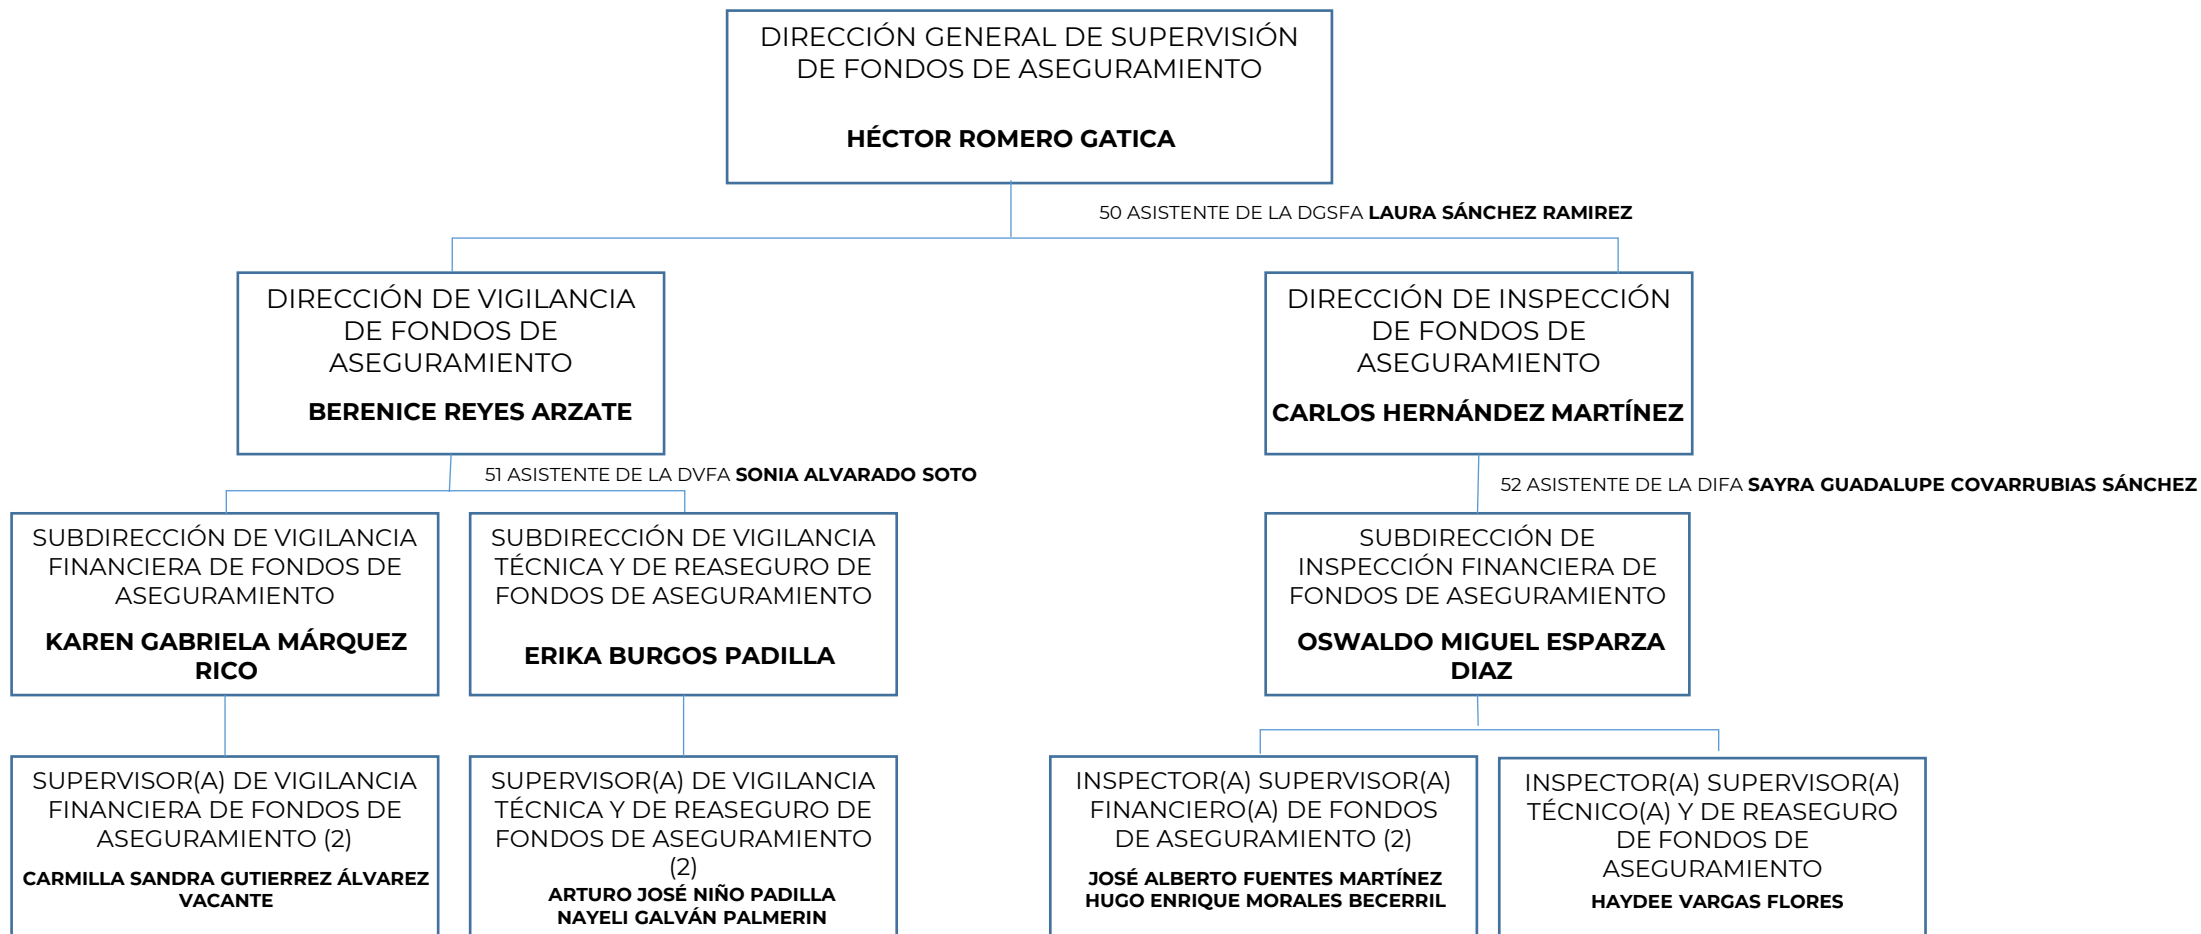 DIRECCIÓN GENERAL DE SUPERVISIÓN
DE FONDOS DE ASEGURAMIENTO
HÉCTOR ROMERO GATICA
50 ASISTENTE DE LA DGSFA LAURA SÁNCHEZ RAMIREZ
DIRECCIÓN DE VIGILANCIA
DE FONDOS DE
ASEGURAMIENTO
BERENICE REYES ARZATE
DIRECCIÓN DE INSPECCIÓN
DE FONDOS DE
ASEGURAMIENTO
CARLOS HERNÁNDEZ MARTÍNEZ
51 ASISTENTE DE LA DVFA SONIA ALVARADO SOTO
52 ASISTENTE DE LA DIFA SAYRA GUADALUPE COVARRUBIAS SÁNCHEZ
SUBDIRECCIÓN DE VIGILANCIA
FINANCIERA DE FONDOS DE
ASEGURAMIENTO
KAREN GABRIELA MÁRQUEZ
RICO
SUBDIRECCIÓN DE VIGILANCIA
TÉCNICA Y DE REASEGURO DE
FONDOS DE ASEGURAMIENTO
ERIKA BURGOS PADILLA
SUBDIRECCIÓN DE
INSPECCIÓN FINANCIERA DE
FONDOS DE ASEGURAMIENTO
OSWALDO MIGUEL ESPARZA
DIAZ
SUPERVISOR(A) DE VIGILANCIA
FINANCIERA DE FONDOS DE
ASEGURAMIENTO (2)
CARMILLA SANDRA GUTIERREZ ÁLVAREZ
VACANTE
SUPERVISOR(A) DE VIGILANCIA
TÉCNICA Y DE REASEGURO DE
FONDOS DE ASEGURAMIENTO
(2)
ARTURO JOSÉ NIÑO PADILLA
NAYELI GALVÁN PALMERIN
INSPECTOR(A) SUPERVISOR(A)
FINANCIERO(A) DE FONDOS
DE ASEGURAMIENTO (2)
JOSÉ ALBERTO FUENTES MARTÍNEZ
HUGO ENRIQUE MORALES BECERRIL
INSPECTOR(A) SUPERVISOR(A)
TÉCNICO(A) Y DE REASEGURO
DE FONDOS DE
ASEGURAMIENTO
HAYDEE VARGAS FLORES